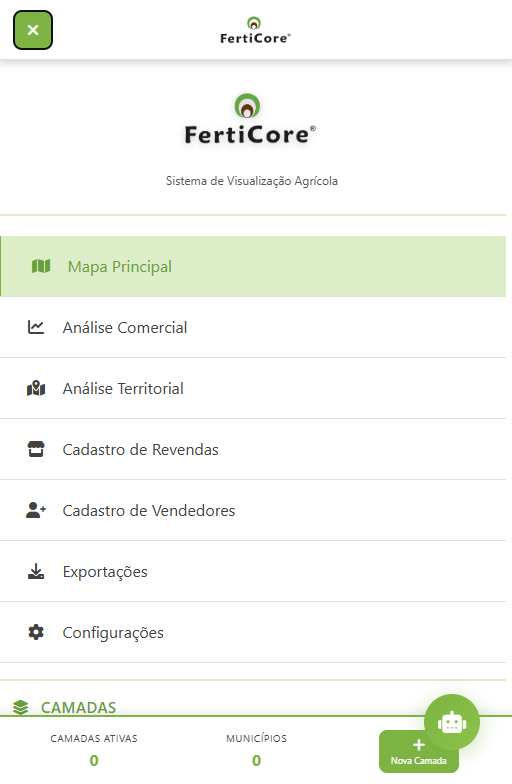 FertiCore®
FertiCore®
Sistema de Visualização Agrícola
Mapa Principal
Análise Comercial
Análise Territorial
Cadastro de Revendas
Cadastro de Vendedores
Exportações
Configurações
CAMADAS
CAMADAS ATIVAS
0
MUNICÍPIOS
0
Nova Camada